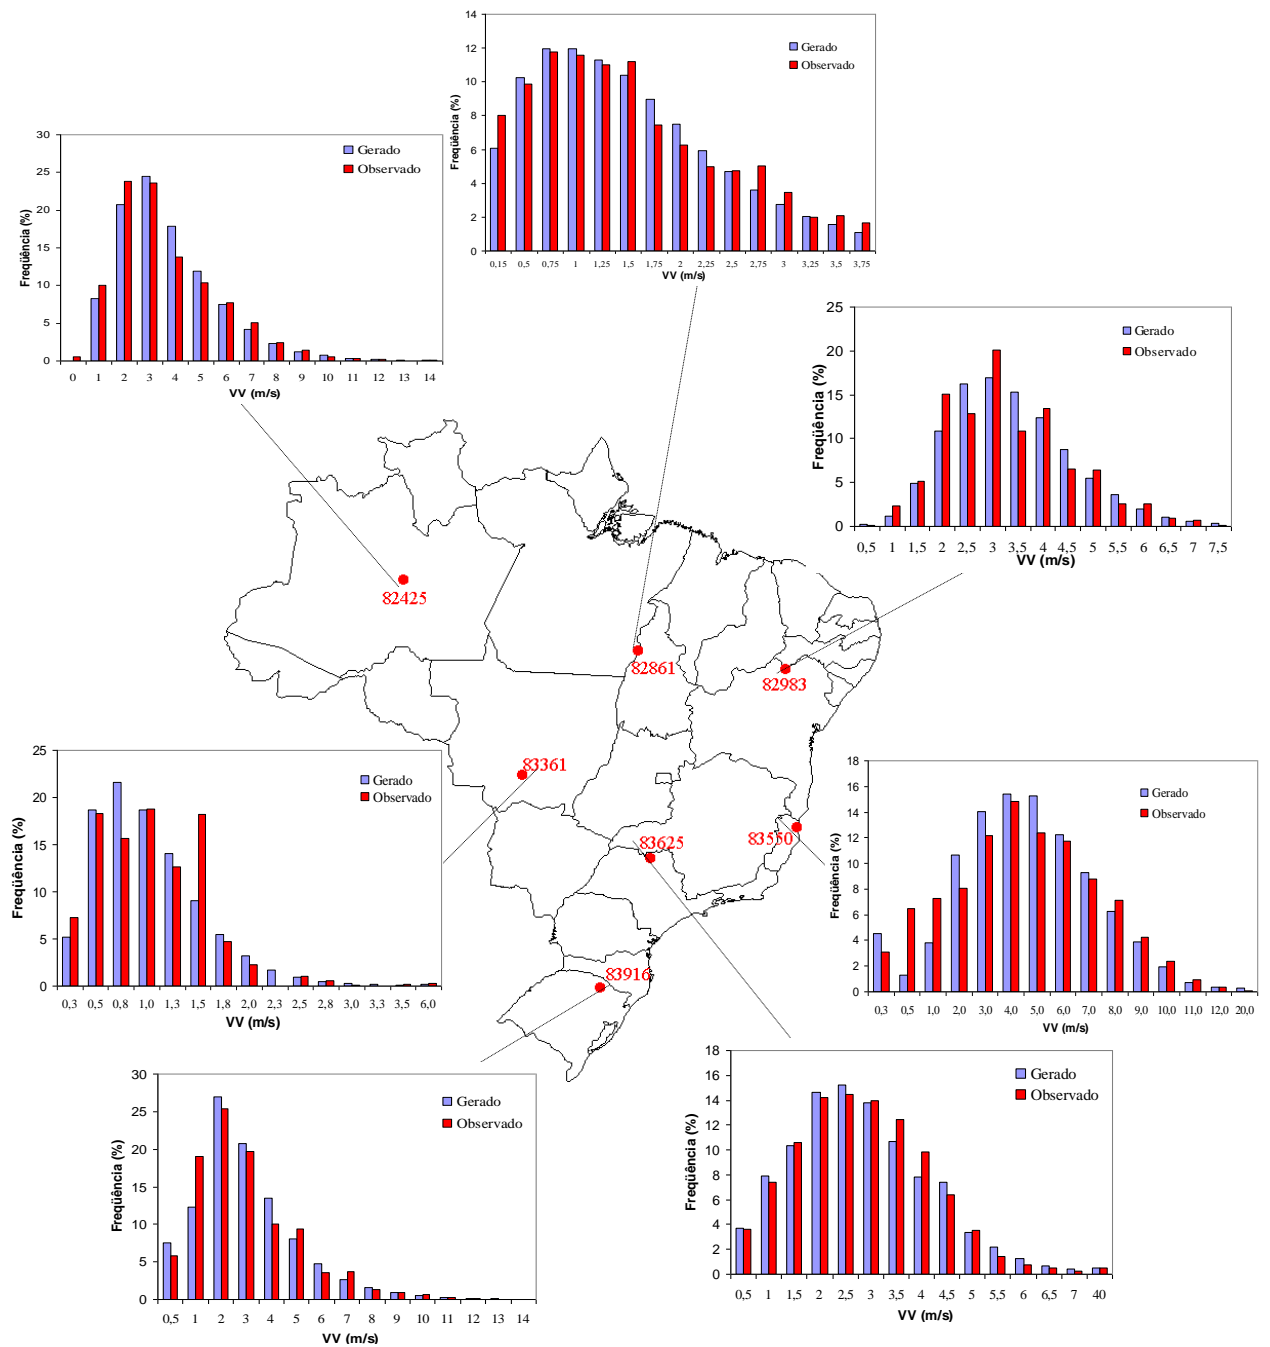 14
12
10
8
6
4
2
0
Freqüência (%)
Gerado
Observado
0,15 0,5 0,75 1 1,25 1,5 1,75 2 2,25 2,5 2,75 3 3,25 3,5 3,75
VV (m/s)
30
25
20
15
10
5
0
Freqüência (%)
Gerado
Observado
0 1 2 3 4 5 6 7 8 9 10 11 12 13 14
VV (m/s)
25
20
15
10
5
0
Freqüência (%)
Gerado
Observado
0,5 1 1,5 2 2,5 3 3,5 4 4,5 5 5,5 6 6,5 7 7,5
VV (m/s)
82425
82861
82983
83361
83625
83550
83916
25
20
15
10
5
0
Freqüência (%)
Gerado
Observado
0,3 0,5 0,8 1,0 1,3 1,5 1,8 2,0 2,3 2,5 2,8 3,0 3,3 3,5 6,0
VV (m/s)
18
16
14
12
10
8
6
4
2
0
Freqüência (%)
Gerado
Observado
0,3 0,5 1,0 2,0 3,0 4,0 5,0 6,0 7,0 8,0 9,0 10,0 11,0 12,0 20,0
VV (m/s)
30
25
20
15
10
5
0
Freqüência (%)
Gerado
Observado
0,5 1 2 3 4 5 6 7 8 9 10 11 12 13 14
VV (m/s)
18
16
14
12
10
8
6
4
2
0
Freqüência (%)
Gerado
Observado
0,5 1 1,5 2 2,5 3 3,5 4 4,5 5 5,5 6 6,5 7 40
VV (m/s)